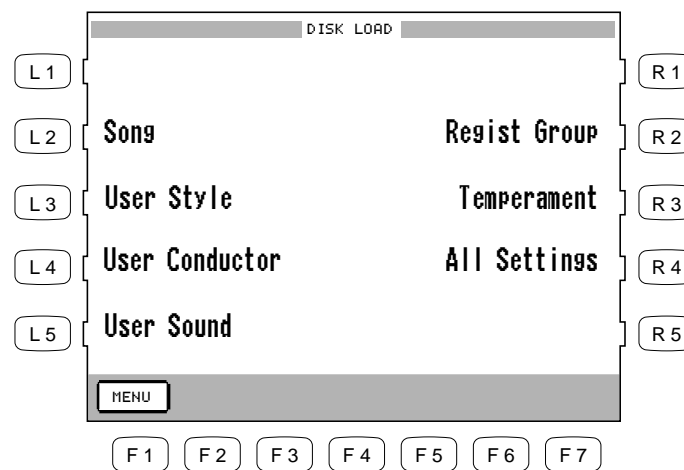 DISK LOAD
L1 R1
L2 Song Regist Group R2
L3 User Style Temperament R3
L4 User Conductor All Settings R4
L5 User Sound R5
MENU
F1 F2 F3 F4 F5 F6 F7